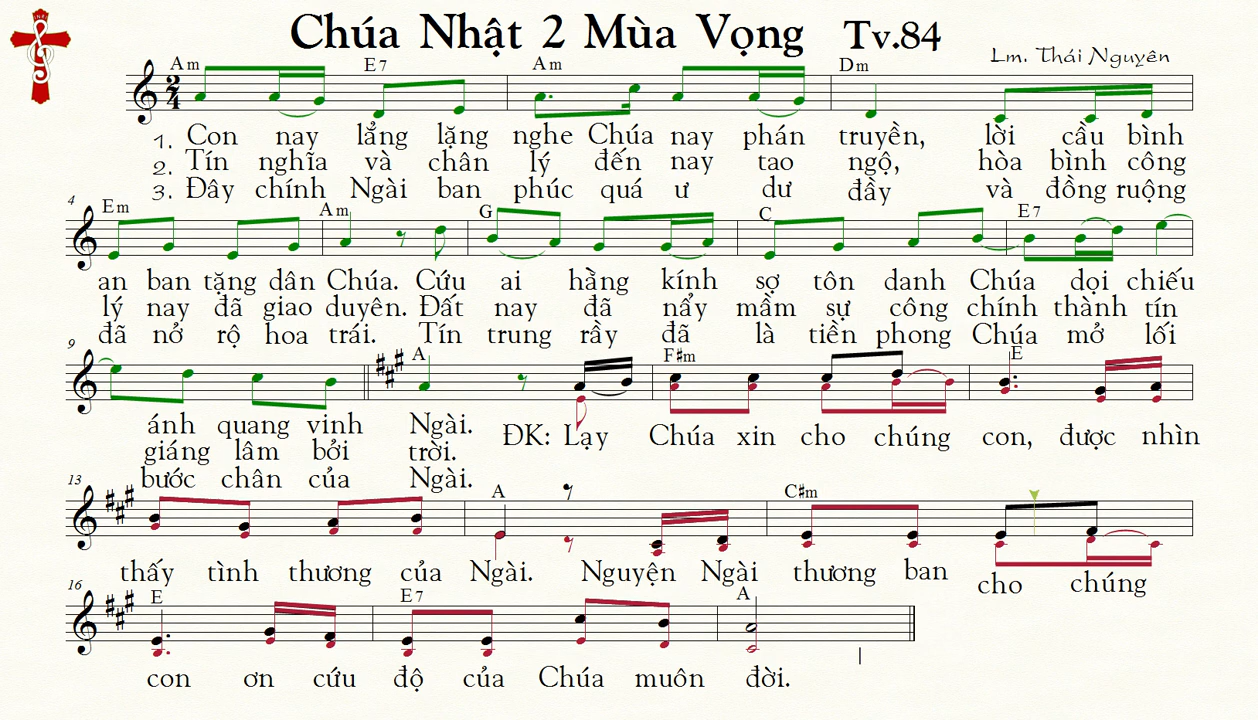 Chúa Nhật 2 Mùa Vọng Tv.84
Lm. Thái Nguyên
Am E7 Am Dm
2
4
1. Con nay lẳng lặng nghe Chúa nay phán truyền, lời cầu bình
2. Tín nghĩa và chân lý đến nay tao ngộ, hòa bình công
3. Đây chính Ngài ban phúc quá ư dư đầy và đồng ruộng
4 Em Am G C E7
an ban tặng dân Chúa. Cứu ai hằng kính sợ tôn danh Chúa dọi chiếu
lý nay đã giao duyên. Đất nay đã nẩy mầm sự công chính thành tín
đã nở rộ hoa trái. Tín trung rầy đã là tiền phong Chúa mở lối
9 A F#m E
ánh quang vinh Ngài. ĐK: Lạy Chúa xin cho chúng con, được nhìn
giáng lâm bởi trời.
bước chân của Ngài.
13 A C#m
thấy tình thương của Ngài. Nguyện Ngài thương ban cho chúng
16 E E7 A
con ơn cứu độ của Chúa muôn đời.